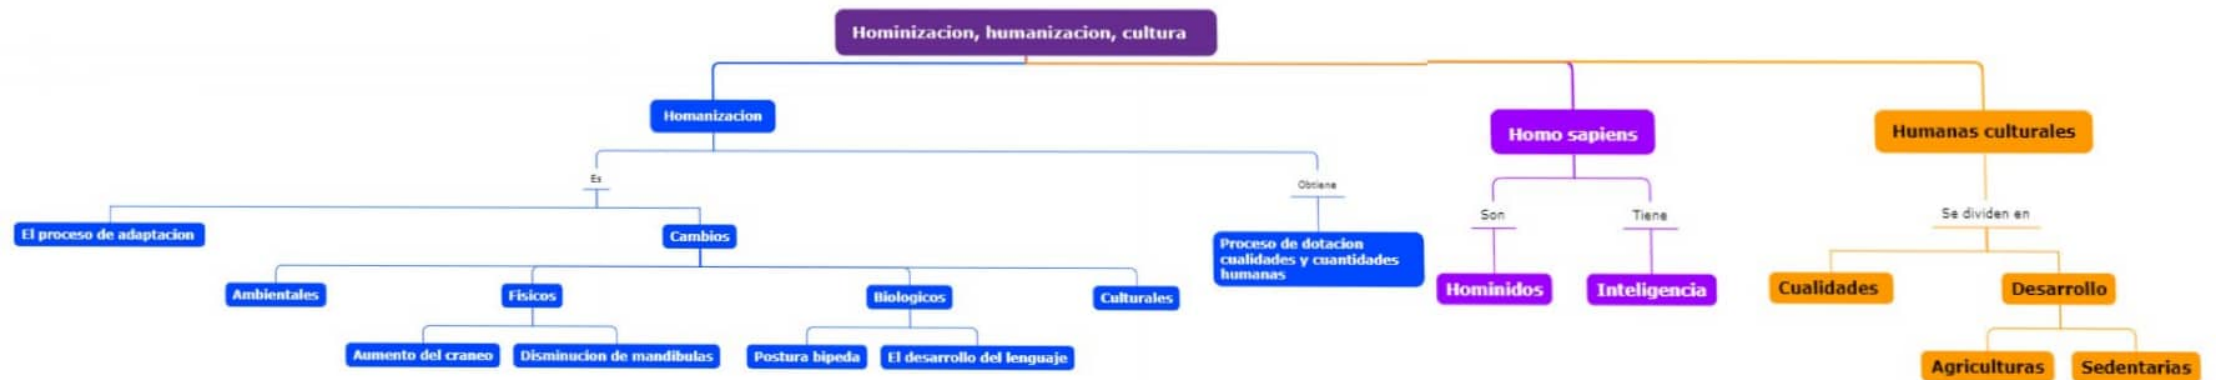 Hominizacion, humanizacion, cultura
Homanizacion
Homo sapiens
Humanas culturales
Es
Obtiene
Son
Tiene
Se dividen en
El proceso de adaptacion
Cambios
Proceso de dotacion
cualidades y cuantidades
humanas
Hominidos
Inteligencia
Cualidades
Desarrollo
Ambientales
Fisicos
Biologicos
Culturales
Aumento del craneo
Disminucion de mandibulas
Postura bipeda
El desarrollo del lenguaje
Agriculturas
Sedentarias